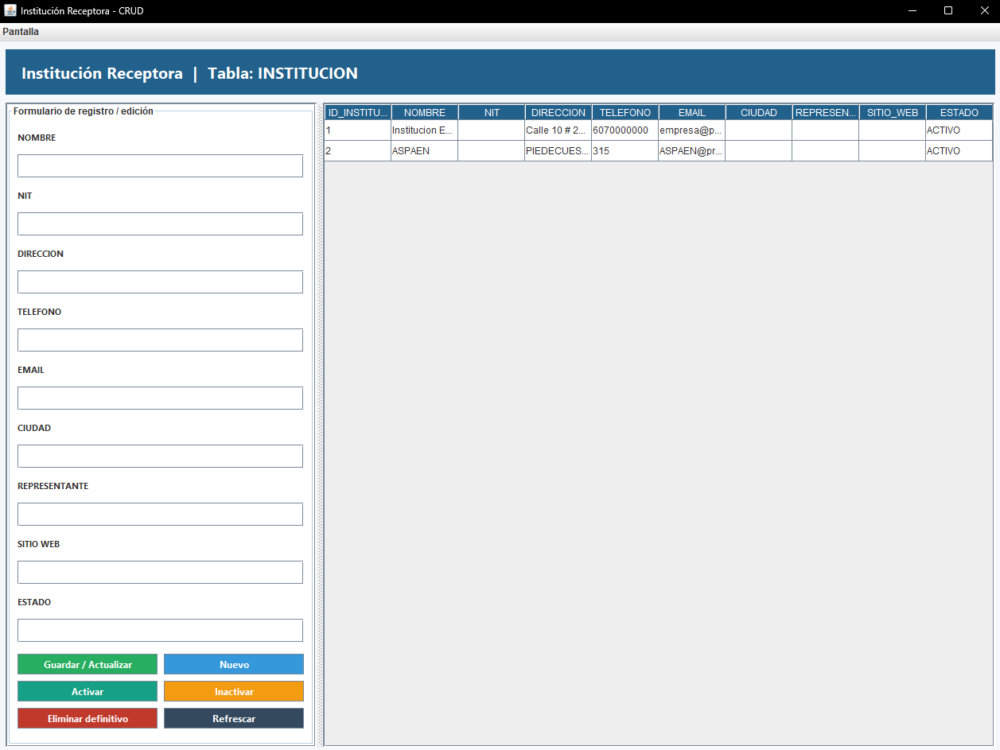 Institución Receptora - CRUD
Pantalla
Institución Receptora | Tabla: INSTITUCION
Formulario de registro / edición
NOMBRE
NIT
DIRECCION
TELEFONO
EMAIL
CIUDAD
REPRESENTANTE
SITIO WEB
ESTADO
Guardar / Actualizar Nuevo
Activar Inactivar
Eliminar definitivo Refrescar
ID_INSTITU... NOMBRE NIT DIRECCION TELEFONO EMAIL CIUDAD REPRESEN... SITIO_WEB ESTADO
1 Institucion E... Calle 10 # 2... 6070000000 empresa@p... ACTIVO
2 ASPAEN PIEDECUES... 315 ASPAEN@pr... ACTIVO